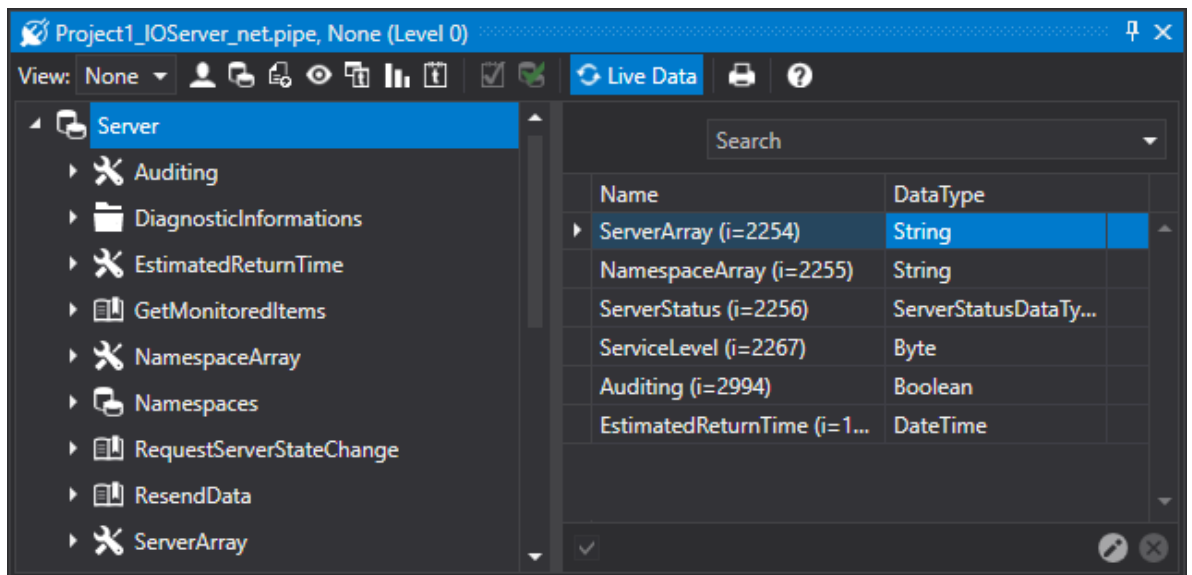 Project1_IOServer_net.pipe, None (Level 0)
View: None Live Data
Server
Auditing
DiagnosticInformations
EstimatedReturnTime
GetMonitoredItems
NamespaceArray
Namespaces
RequestServerStateChange
ResendData
ServerArray
Search
Name DataType
ServerArray (i=2254) String
NamespaceArray (i=2255) String
ServerStatus (i=2256) ServerStatusDataTy...
ServiceLevel (i=2267) Byte
Auditing (i=2994) Boolean
EstimatedReturnTime (i=1... DateTime